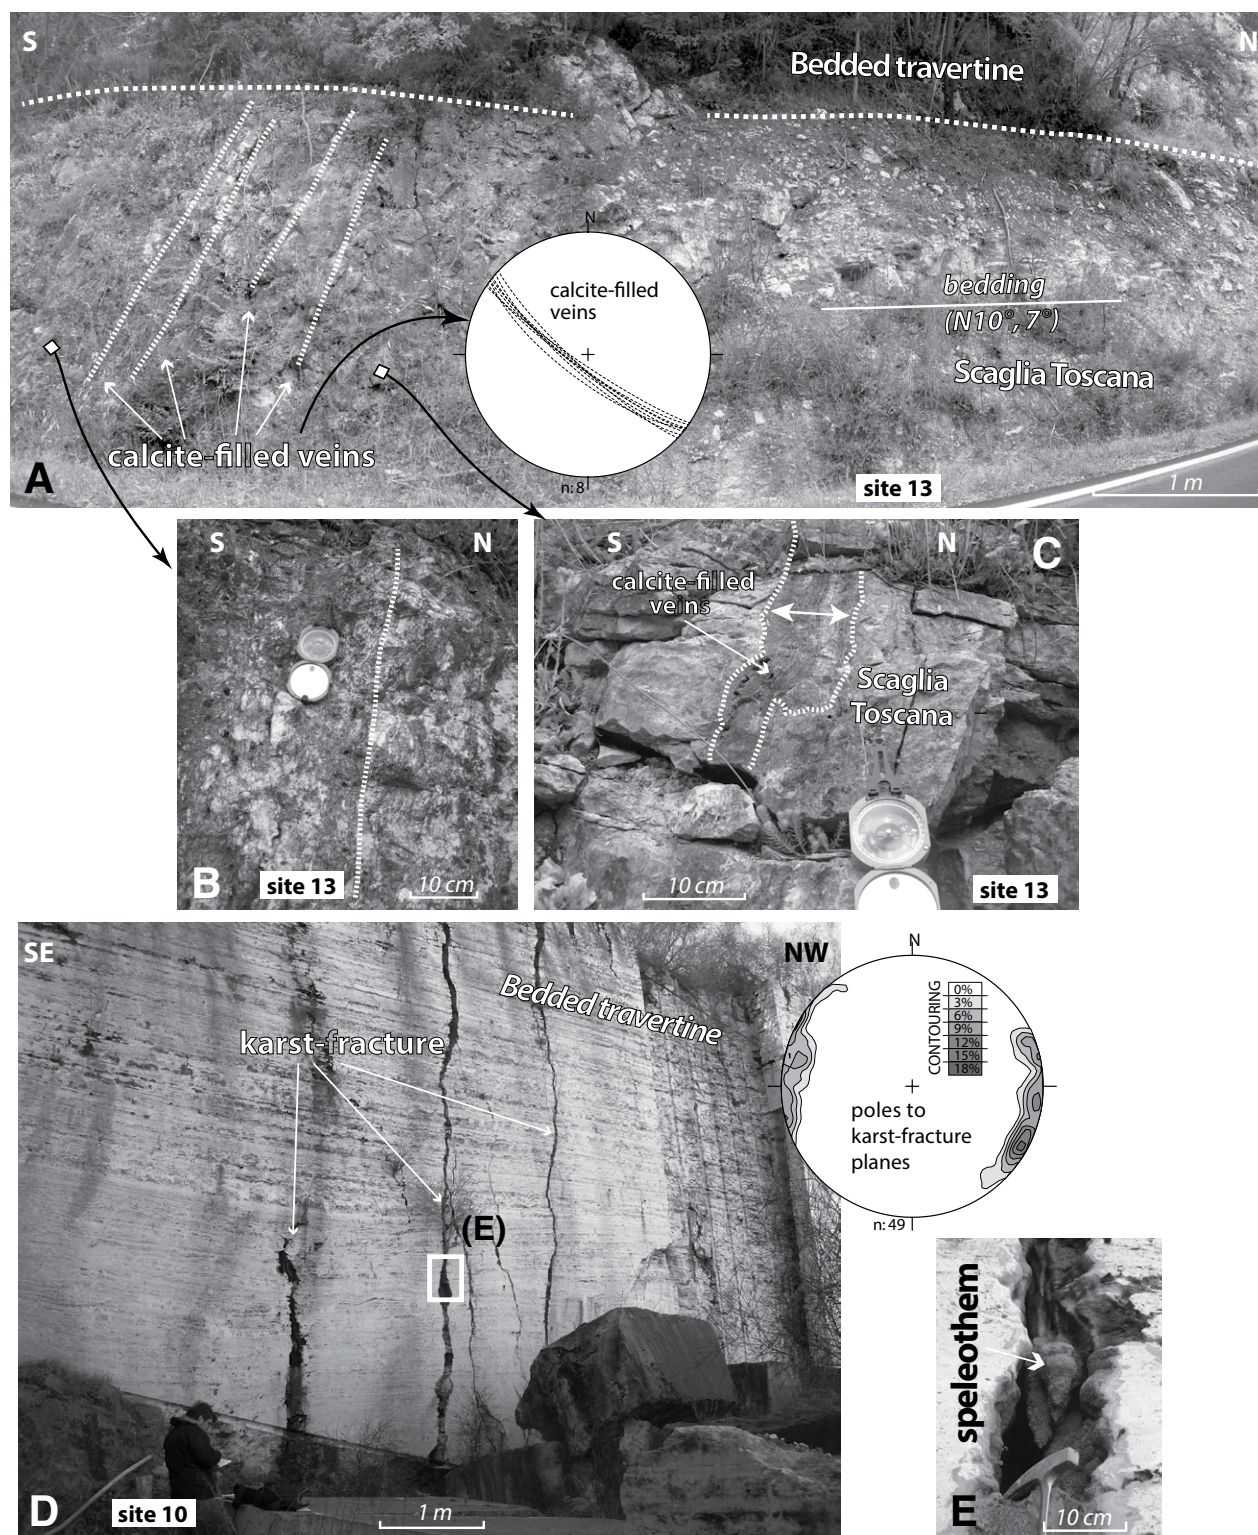 S
N
Bedded travertine
N
calcite-filled
veins
bedding
(N10°, 7°)
Scaglia Toscana
calcite-filled veins
A
n: 8
site 13
1 m
S
N
B
site 13
10 cm
S
N
C
calcite-filled
veins
Scaglia
Toscana
10 cm
site 13
SE
NW
Bedded travertine
karst-fracture
(E)
D
site 10
1 m
N
CONTOURING
0%
3%
6%
9%
12%
15%
18%
poles to
karst-fracture
planes
n: 49
speleothem
E
10 cm